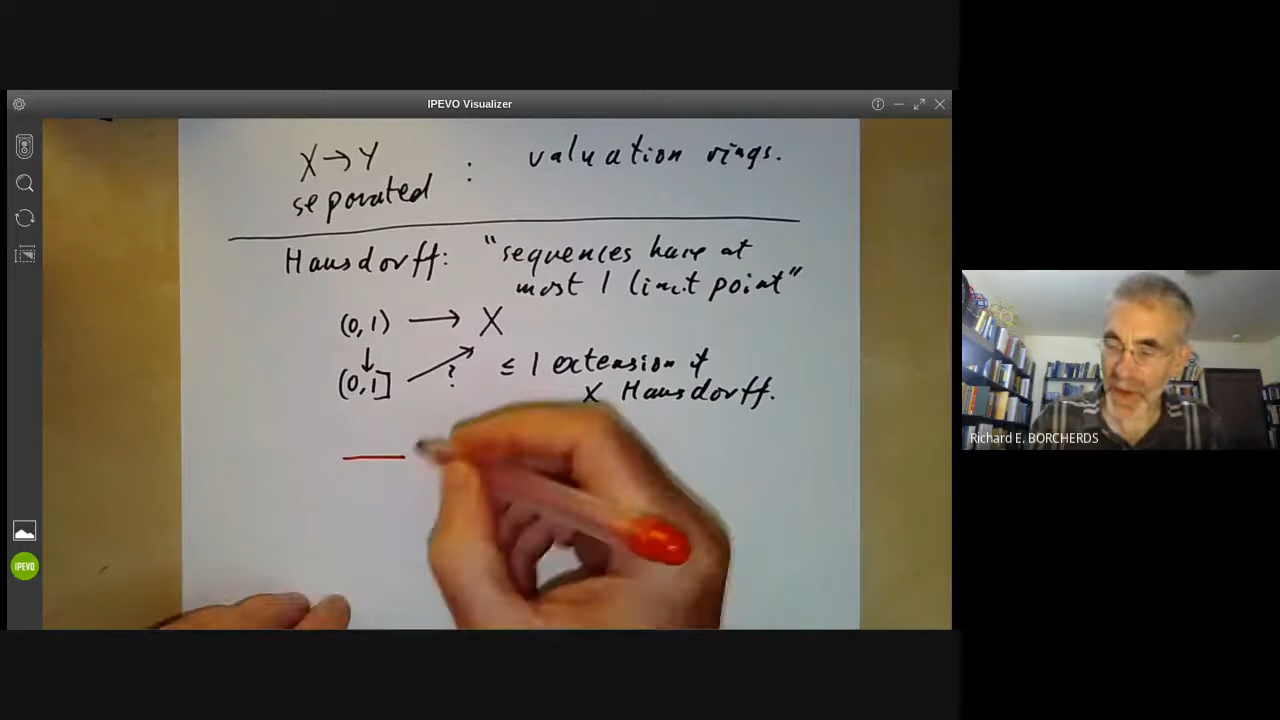 IPEVO Visualizer
X → Y : valuation rings.
separated
Hausdorff: "sequences have at
most 1 limit point"
(0,1) → X
↓
(0,1] ↗ ? ≤ 1 extension if
X Hausdorff.
Richard E. BORCHERDS
IPEVO